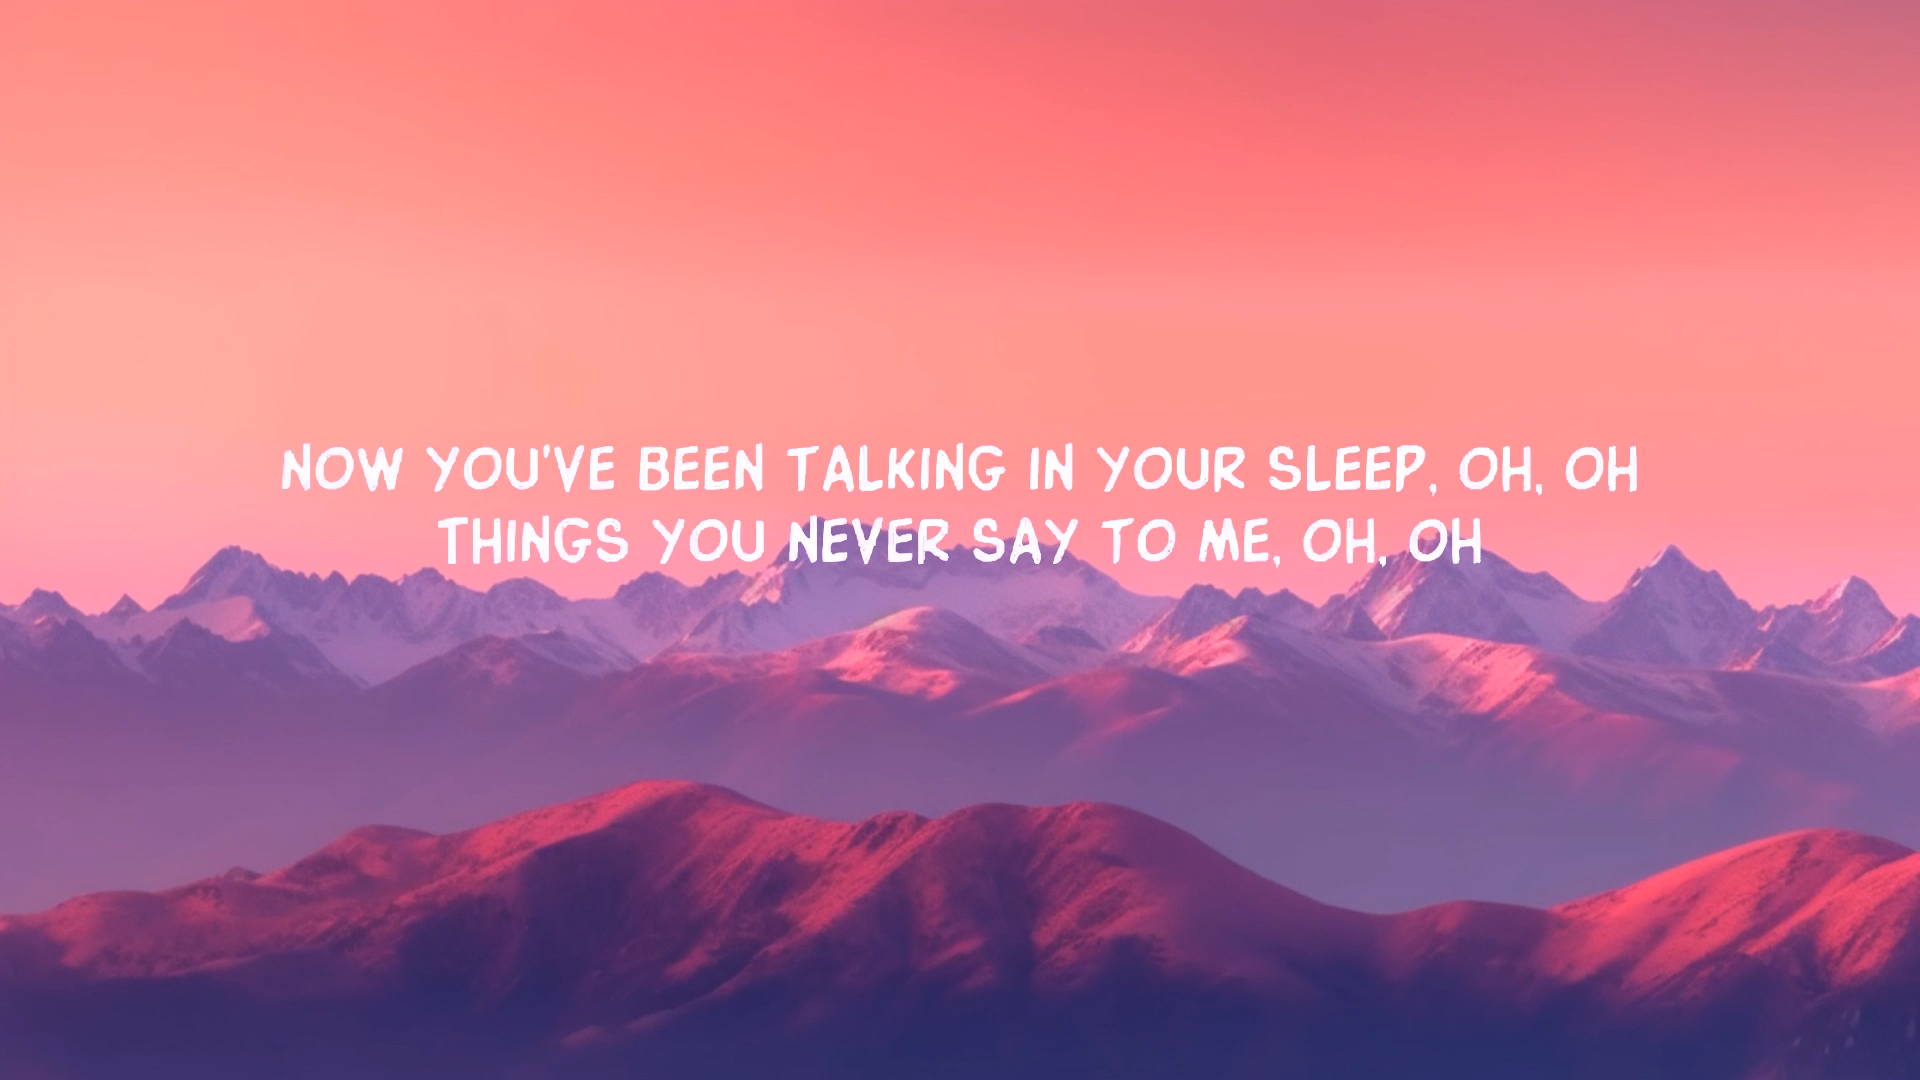 NOW YOU'VE BEEN TALKING IN YOUR SLEEP, OH, OH
THINGS YOU NEVER SAY TO ME, OH, OH